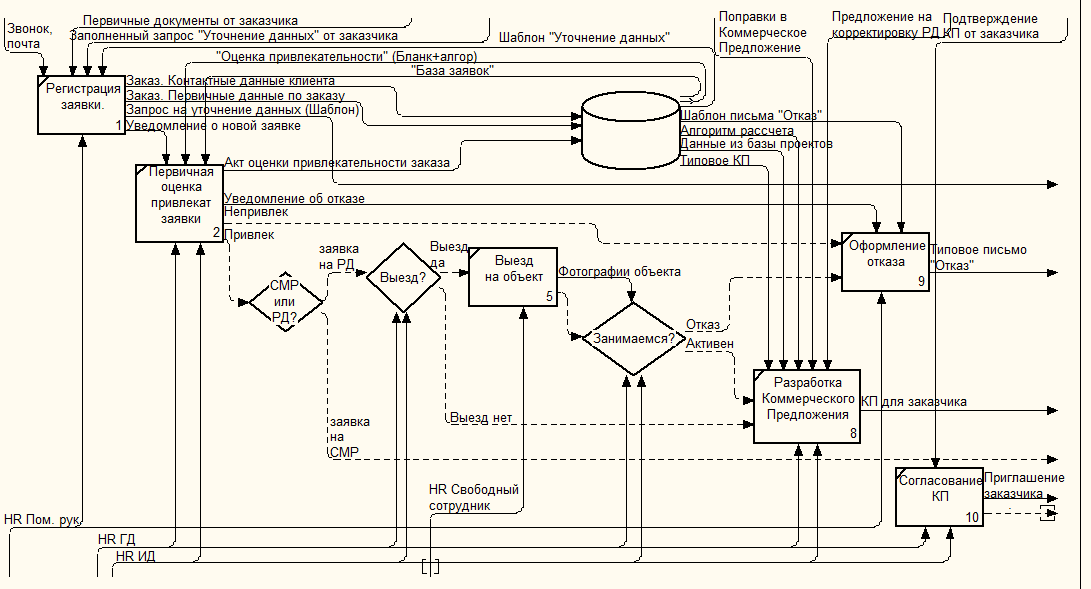 Звонок,
почта
Первичные документы от заказчика
Заполненный запрос "Уточнение данных" от заказчика
Шаблон "Уточнение данных"
Поправки в
Коммерческое
Предложение
Предложение на
корректировку РД
Подтверждение
КП от заказчика
"Оценка привлекательности" (Бланк+алгор)
"База заявок"
Регистрация
заявки.
1
Заказ. Контактные данные клиента
Заказ. Первичные данные по заказу
Запрос на уточнение данных (Шаблон)
Уведомление о новой заявке
Шаблон письма "Отказ"
Алгоритм рассчета
Данные из базы проектов
Типовое КП
Акт оценки привлекательности заказа
Первичная
оценка
привлекат
заявки
2
Уведомление об отказе
Непривлек
Привлек
Оформление
отказа
9
Типовое письмо
"Отказ"
заявка
на РД
СМР
или
РД?
Выезд?
Выезд
да
Выезд
на объект
5
Фотографии объекта
Занимаемся?
Отказ
Активен
Разработка
Коммерческого
Предложения
8
КП для заказчика
Выезд нет
заявка
на
СМР
Согласование
КП
10
Приглашение
заказчика
HR Свободный
сотрудник
HR Пом. рук.
HR ГД
HR ИД